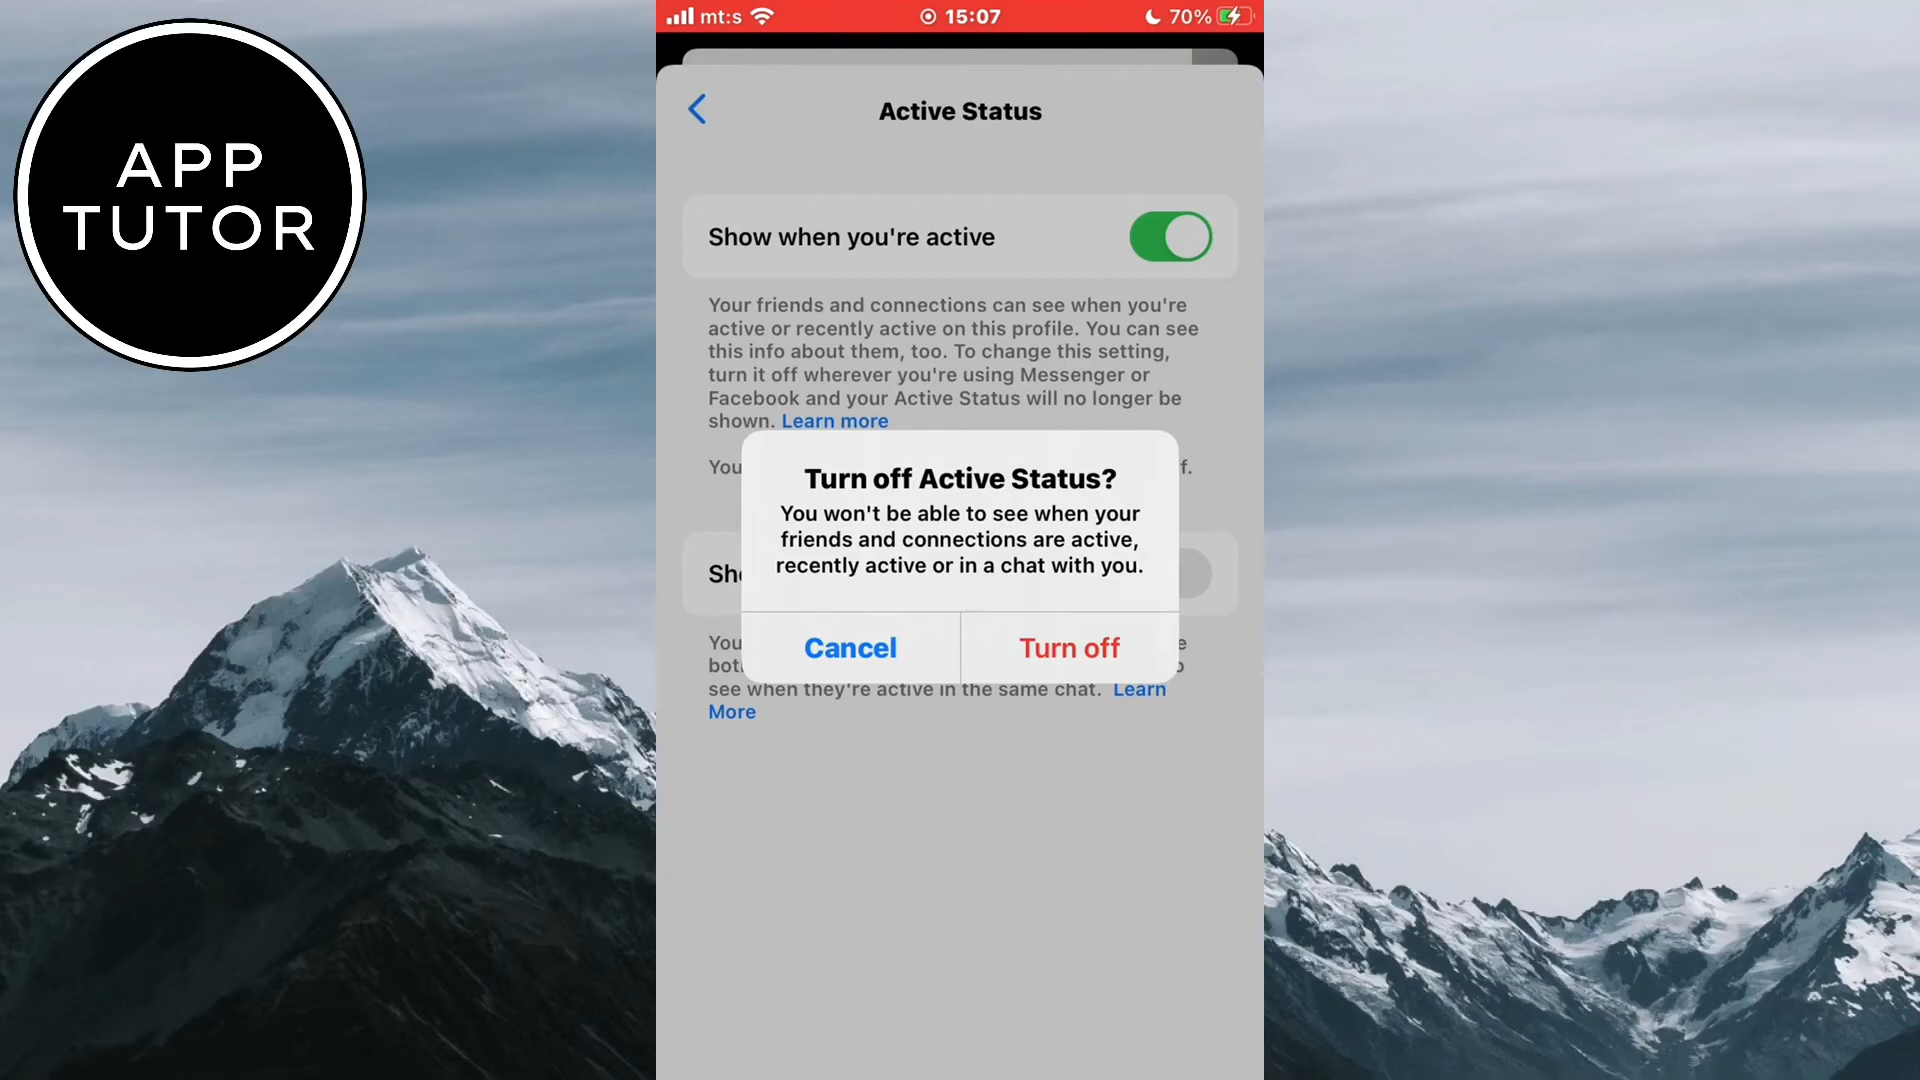 APP
TUTOR
mt:s
15:07
70%
Active Status
Show when you're active
Your friends and connections can see when you're
active or recently active on this profile. You can see
this info about them, too. To change this setting,
turn it off wherever you're using Messenger or
Facebook and your Active Status will no longer be
shown. Learn more
Turn off Active Status?
You won't be able to see when your
friends and connections are active,
recently active or in a chat with you.
Cancel
Turn off
see when they're active in the same chat. Learn
More